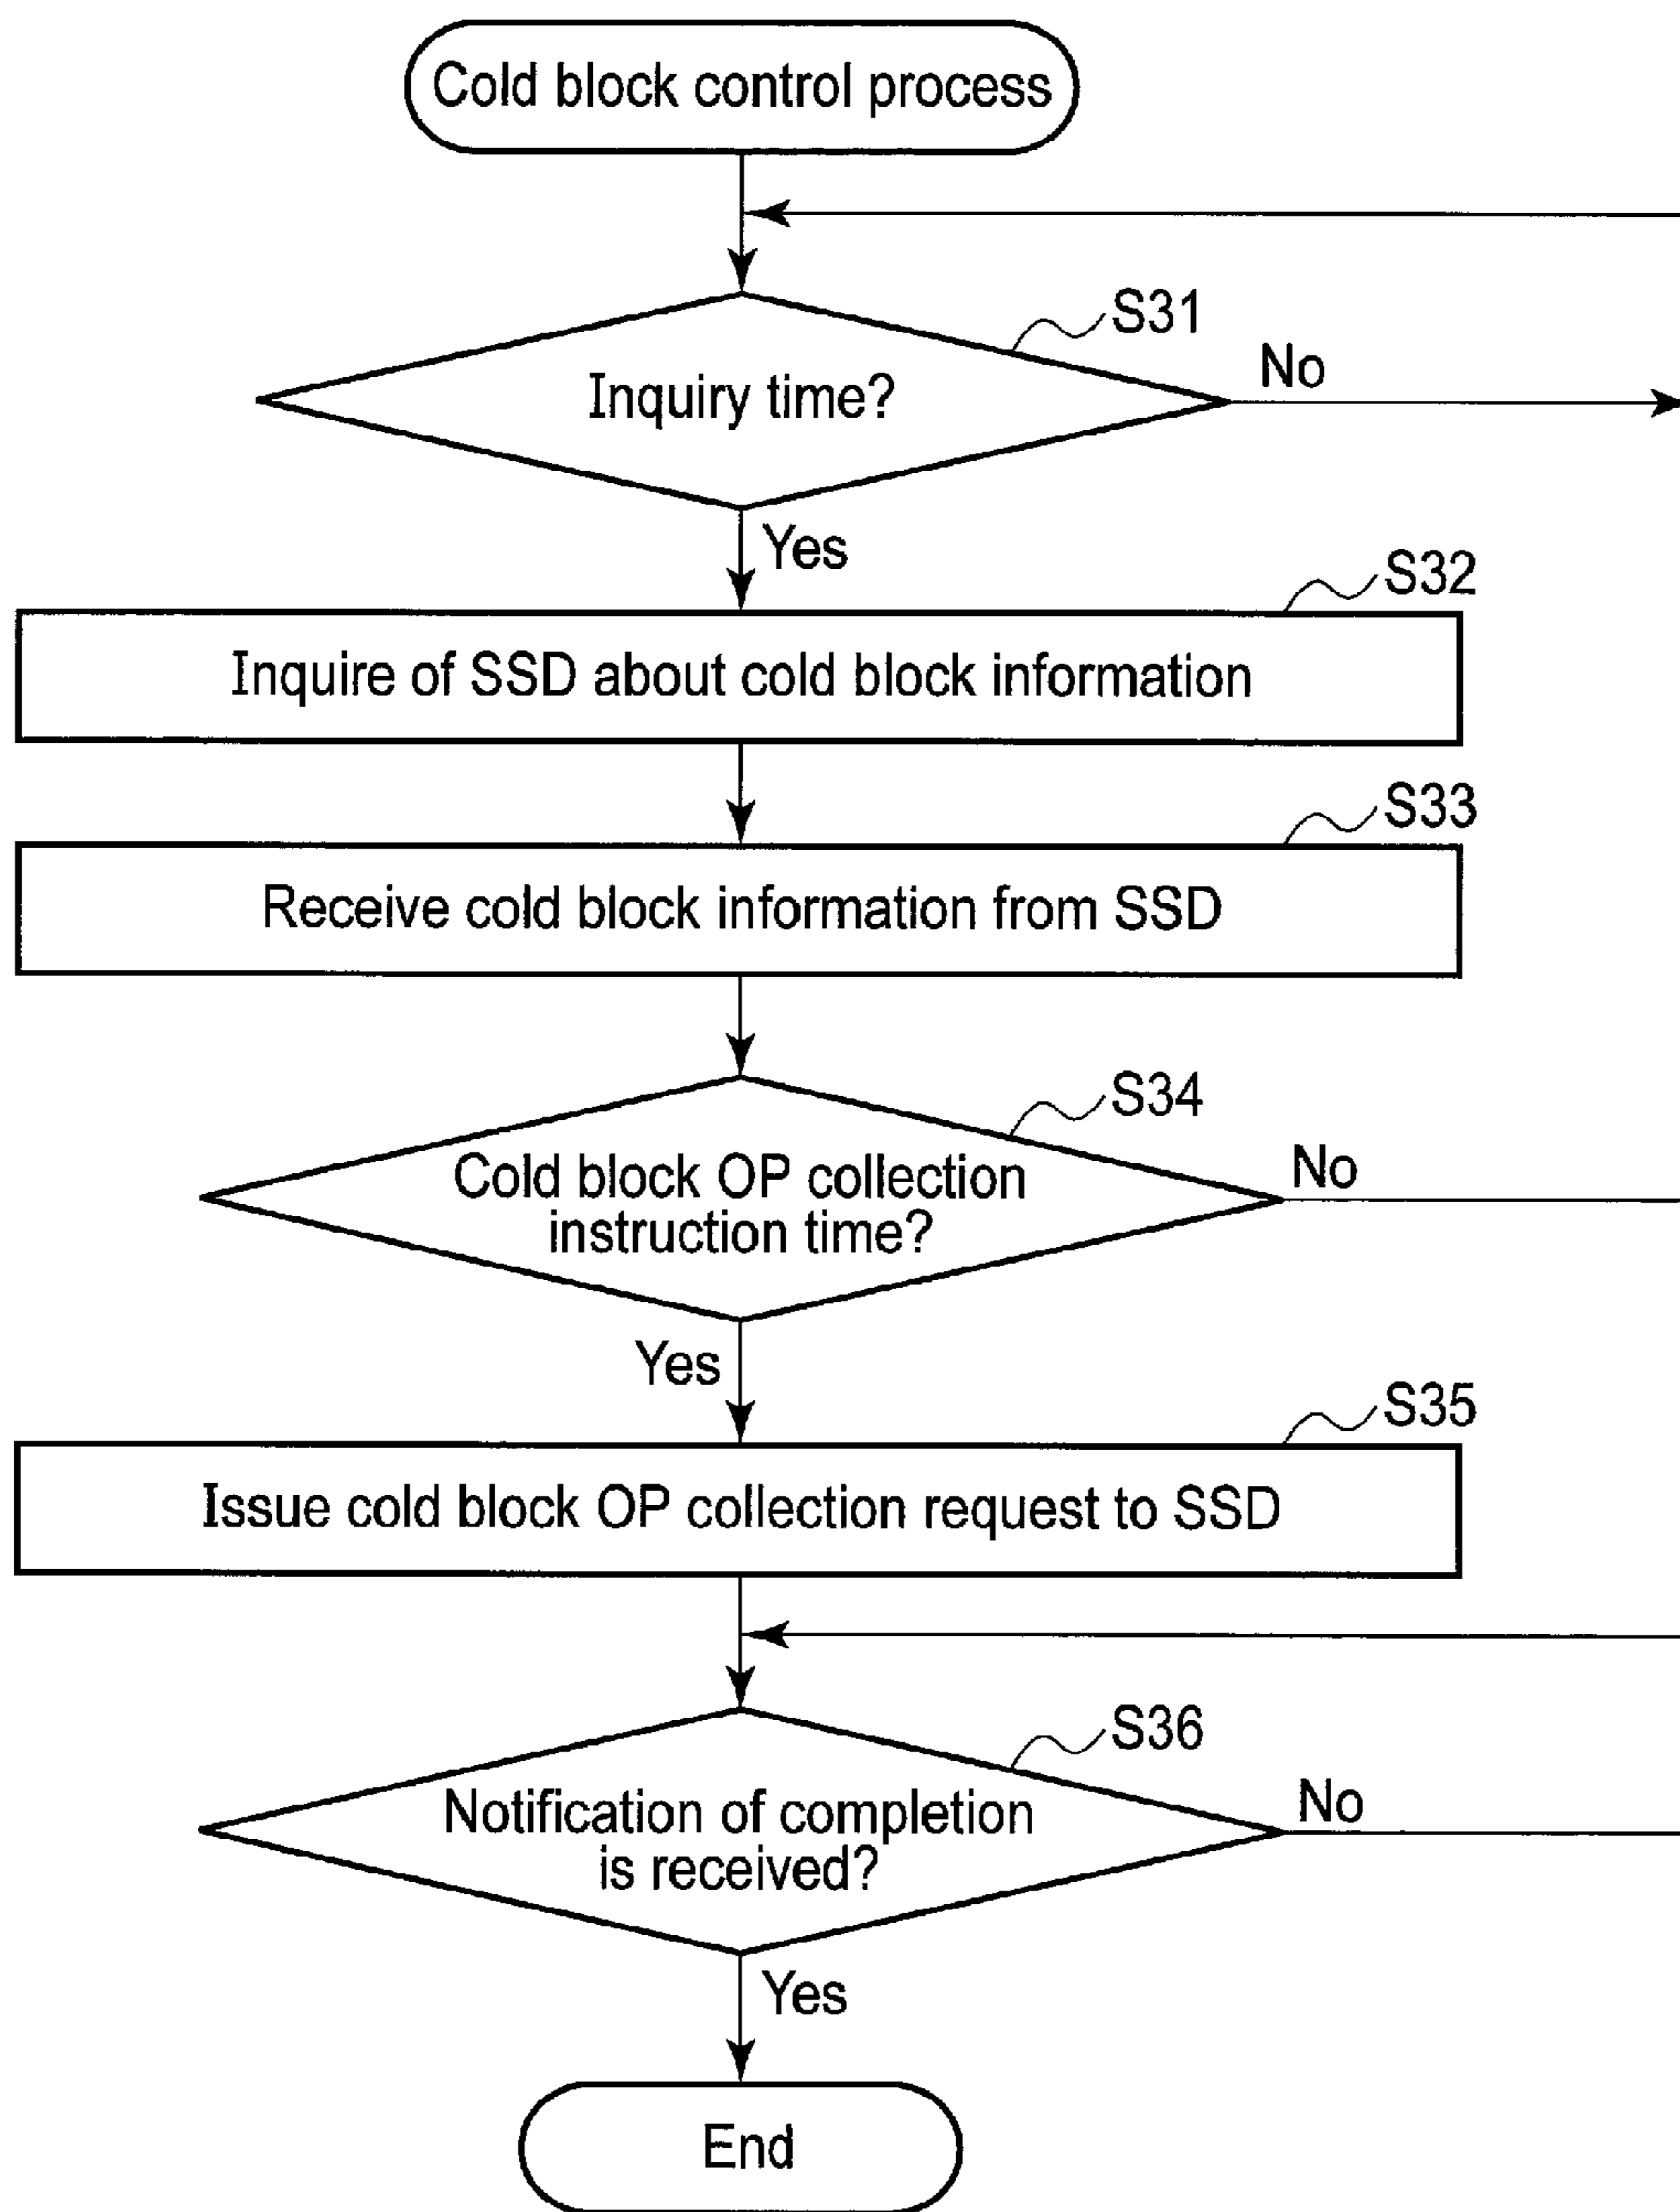 Cold block control process
S31
Inquiry time?
No
Yes
S32
Inquire of SSD about cold block information
S33
Receive cold block information from SSD
S34
Cold block OP collection
instruction time?
No
Yes
S35
Issue cold block OP collection request to SSD
S36
Notification of completion
is received?
No
Yes
End